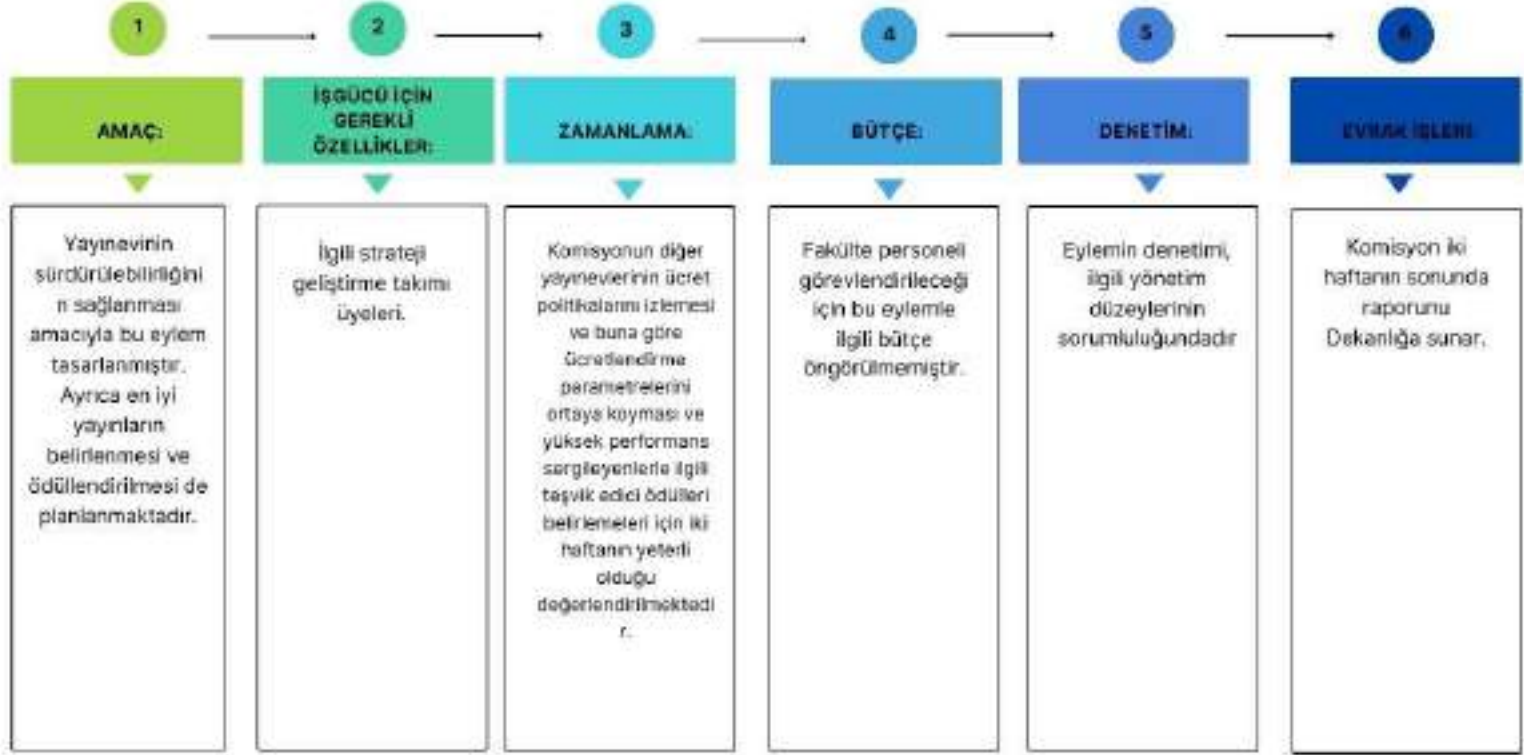 1
2
3
4
5
6
AMAÇ:
İŞGÜCÜ İÇİN
GEREKLİ
ÖZELLİKLER:
ZAMANLAMA:
BÜTÇE:
DENETİM:
EVRAK İŞLERİ:
Yayınevinin
sürdürülebilirliğini
n sağlanması
amacıyla bu eylem
tasarlanmıştır.
Ayrıca en iyi
yayınların
belirlenmesi ve
ödüllendirilmesi de
planlanmaktadır.
İlgili strateji
geliştirme takımı
üyeleri.
Komisyonun diğer
yayınevlerinin ücret
politikalarını izlemesi
ve buna göre
ücretlendirme
parametrelerini
ortaya koyması ve
yüksek performans
sergileyenlerle ilgili
teşvik edici ödülleri
belirlemeleri için iki
haftanın yeterli
olduğu
değerlendirilmektedi
r.
Fakülte personeli
görevlendirileceği
için bu eylemle
ilgili bütçe
öngörülmemiştir.
Eylemin denetimi,
ilgili yönetim
düzeylerinin
sorumluluğundadır
Komisyon iki
haftanın sonunda
raporunu
Dekanlığa sunar.